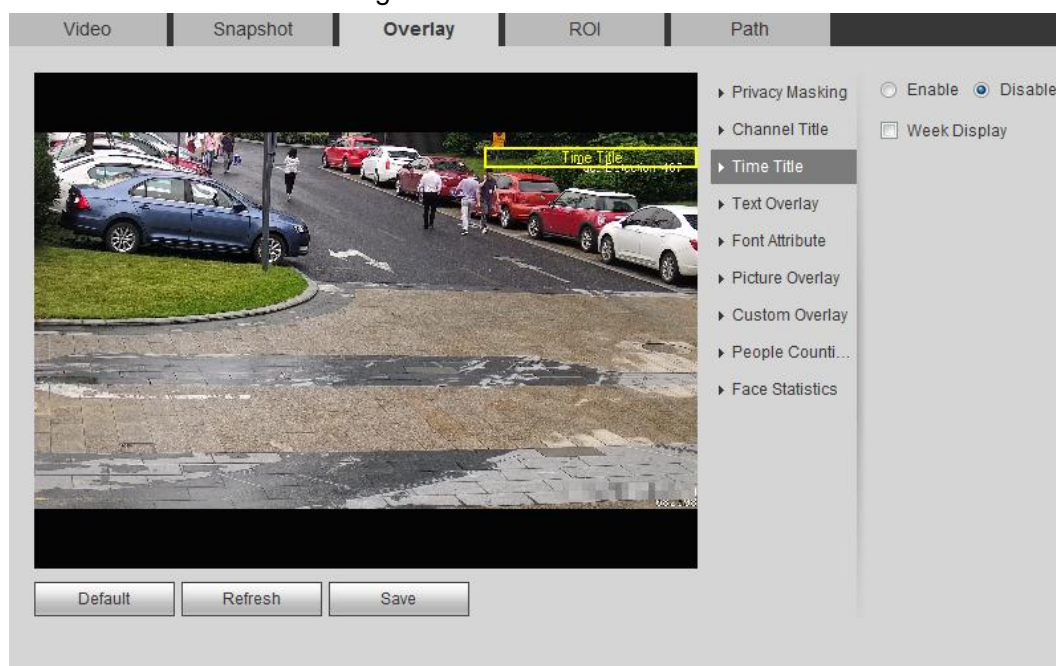 Video Snapshot Overlay ROI Path
Privacy Masking
Enable Disable
Channel Title
Week Display
Time Title
Time Title
Text Overlay
Font Attribute
Picture Overlay
Custom Overlay
People Counti...
Face Statistics
Default Refresh Save